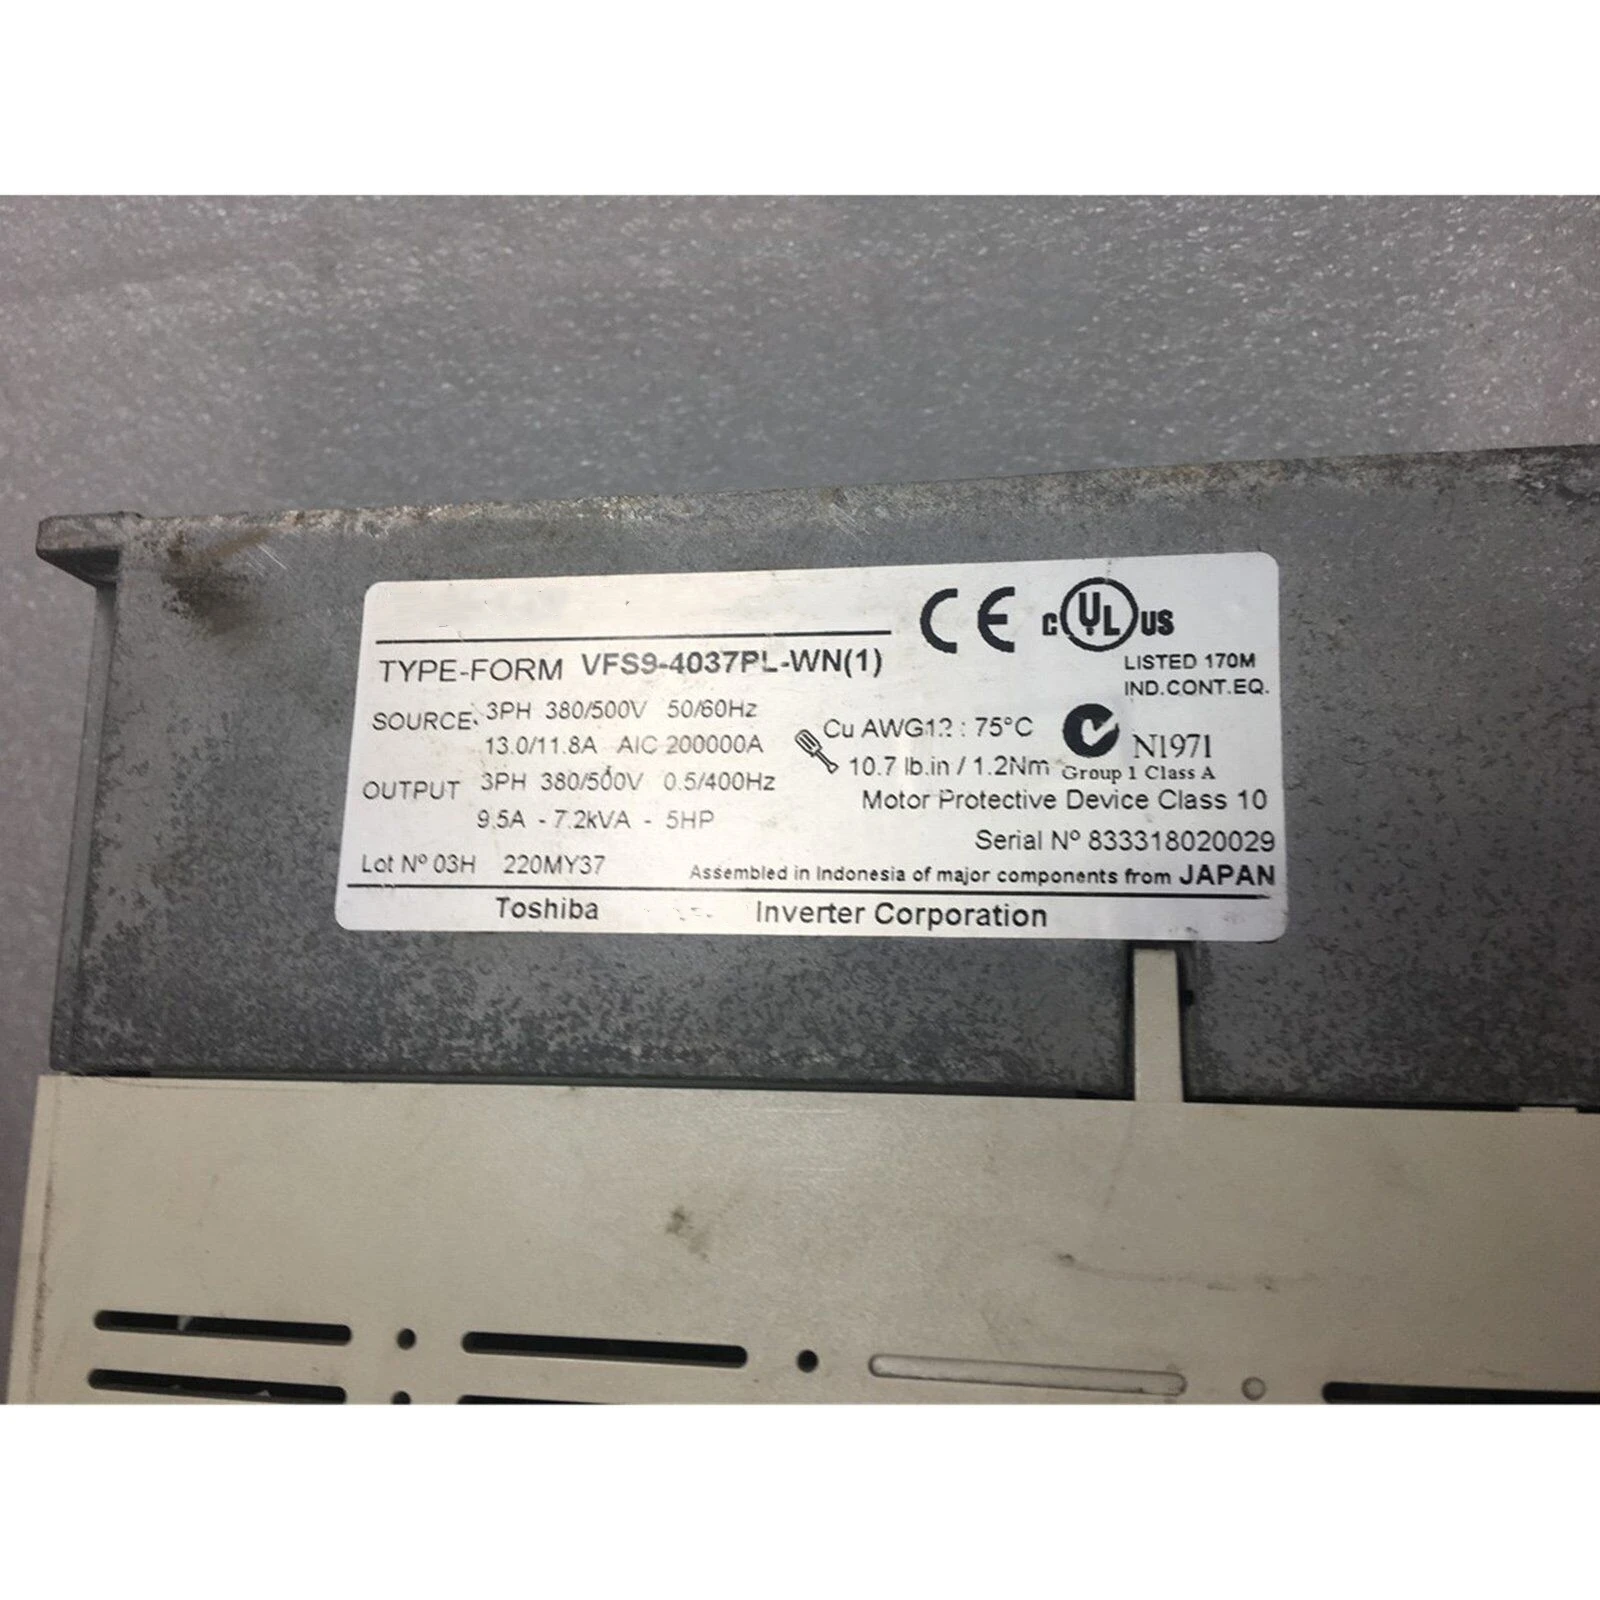 CE
c UL us
TYPE-FORM VFS9-4037PL-WN(1)
LISTED 170M
IND.CONT.EQ.
SOURCE 3PH 380/500V 50/60Hz
13.0/11.8A AIC 200000A
Cu AWG12 : 75°C
N1971
10.7 lb.in / 1.2Nm
Group 1 Class A
OUTPUT 3PH 380/500V 0.5/400Hz
9.5A - 7.2kVA - 5HP
Motor Protective Device Class 10
Serial Nº 833318020029
Lot Nº 03H 220MY37
Assembled in Indonesia of major components from JAPAN
Toshiba Inverter Corporation